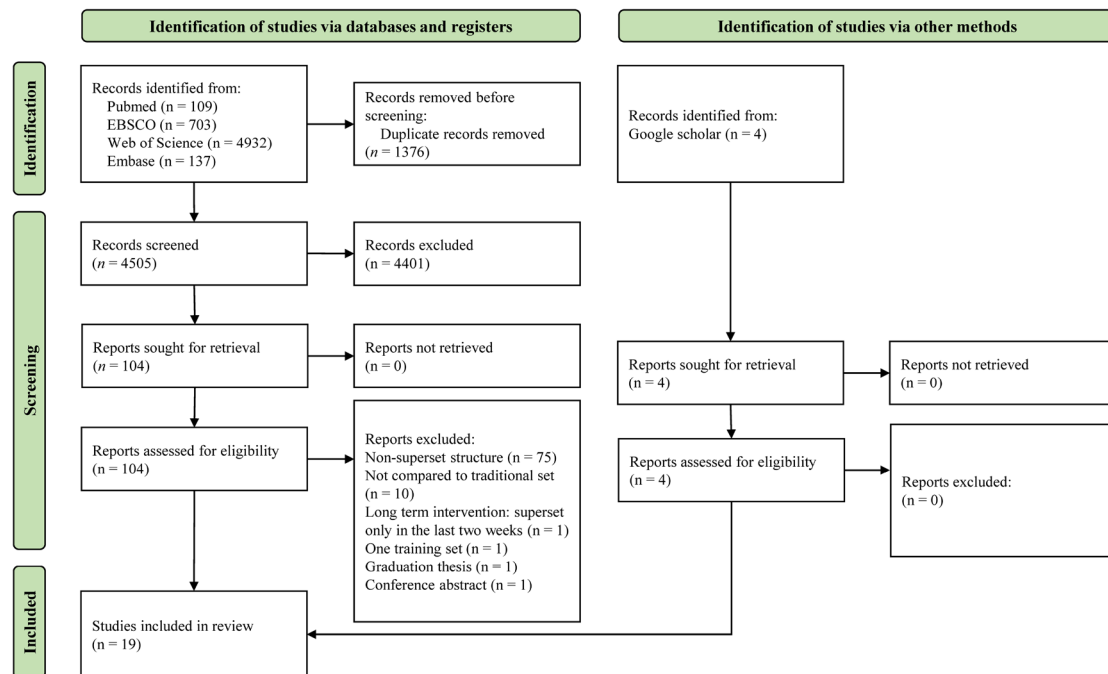 Identification of studies via databases and registers
Identification of studies via other methods
Identification
Records identified from:
Pubmed (n = 109)
EBSCO (n = 703)
Web of Science (n = 4932)
Embase (n = 137)
Records removed before
screening:
Duplicate records removed
(n = 1376)
Records identified from:
Google scholar (n = 4)
Screening
Records screened
(n = 4505)
Records excluded
(n = 4401)
Reports sought for retrieval
(n = 104)
Reports not retrieved
(n = 0)
Reports sought for retrieval
(n = 4)
Reports not retrieved
(n = 0)
Reports assessed for eligibility
(n = 104)
Reports excluded:
Non-superset structure (n = 75)
Not compared to traditional set
(n = 10)
Long term intervention: superset
only in the last two weeks (n = 1)
One training set (n = 1)
Graduation thesis (n = 1)
Conference abstract (n = 1)
Reports assessed for eligibility
(n = 4)
Reports excluded:
(n = 0)
Included
Studies included in review
(n = 19)